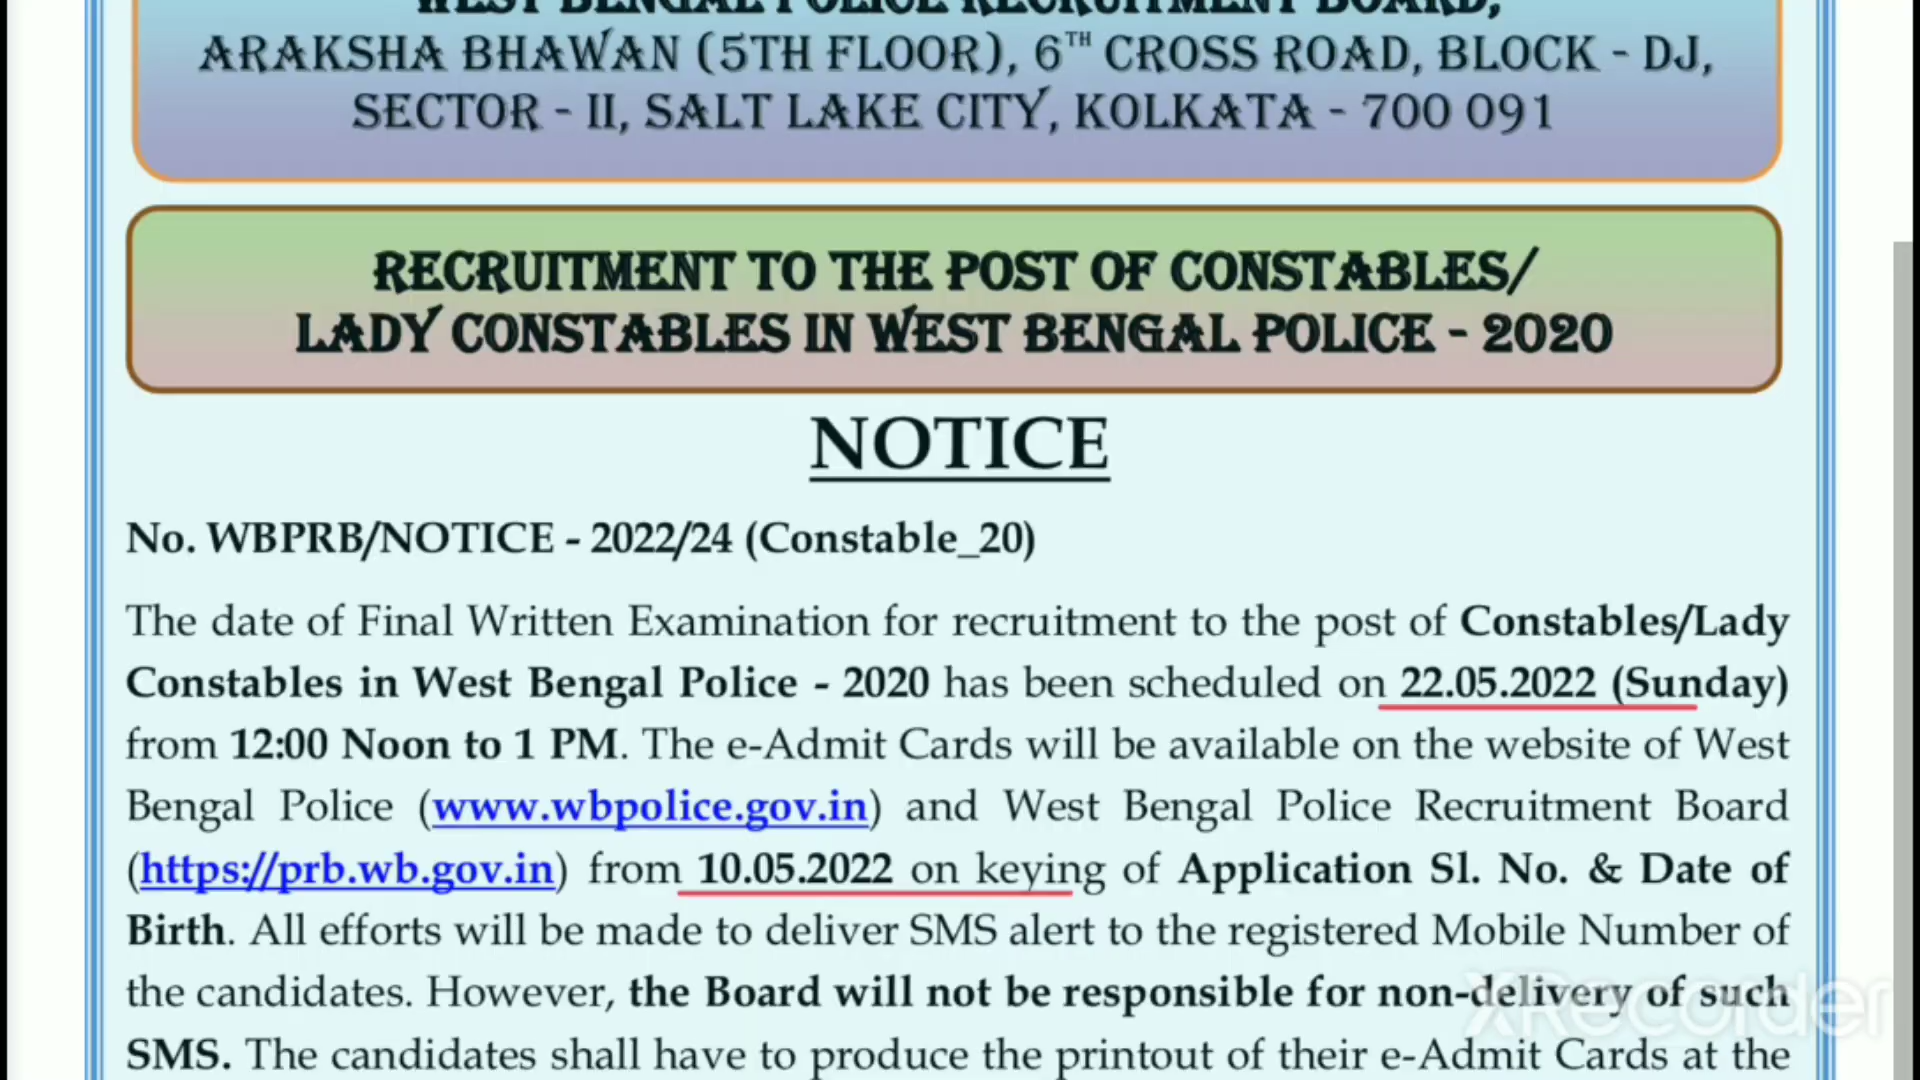 WEST BENGAL POLICE RECRUITMENT BOARD,
ARAKSHA BHAWAN (5TH FLOOR), 6TH CROSS ROAD, BLOCK - DJ,
SECTOR - II, SALT LAKE CITY, KOLKATA - 700 091
RECRUITMENT TO THE POST OF CONSTABLES/
LADY CONSTABLES IN WEST BENGAL POLICE - 2020
NOTICE
No. WBPRB/NOTICE - 2022/24 (Constable_20)
The date of Final Written Examination for recruitment to the post of Constables/Lady
Constables in West Bengal Police - 2020 has been scheduled on 22.05.2022 (Sunday)
from 12:00 Noon to 1 PM. The e-Admit Cards will be available on the website of West
Bengal Police (www.wbpolice.gov.in) and West Bengal Police Recruitment Board
(https://prb.wb.gov.in) from 10.05.2022 on keying of Application Sl. No. & Date of
Birth. All efforts will be made to deliver SMS alert to the registered Mobile Number of
the candidates. However, the Board will not be responsible for non-delivery of such
SMS. The candidates shall have to produce the printout of their e-Admit Cards at the
XRecorder